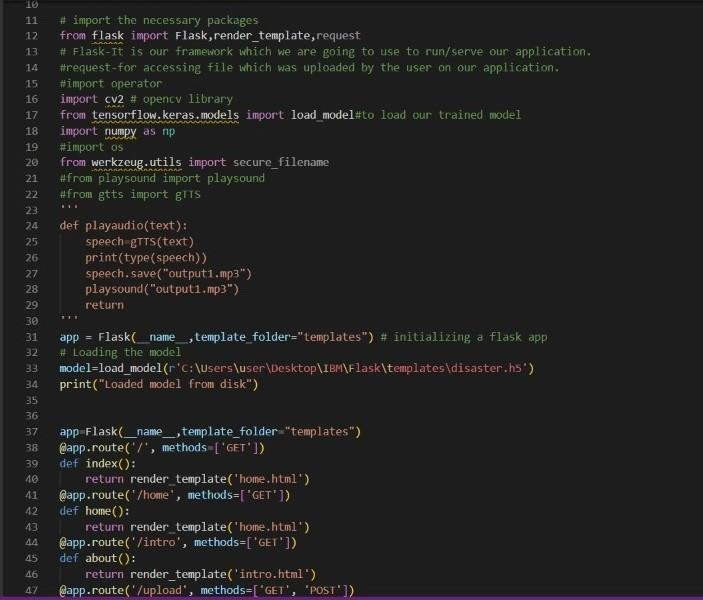 10
11 # import the necessary packages
12 from flask import Flask,render_template,request
13 # Flask-It is our framework which we are going to use to run/serve our application.
14 #request-for accessing file which was uploaded by the user on our application.
15 #import operator
16 import cv2 # opencv library
17 from tensorflow.keras.models import load_model#to load our trained model
18 import numpy as np
19 #import os
20 from werkzeug.utils import secure_filename
21 #from playsound import playsound
22 #from gtts import gTTS
23 '''
24 def playaudio(text):
25     speech=gTTS(text)
26     print(type(speech))
27     speech.save("output1.mp3")
28     playsound("output1.mp3")
29     return
30 '''
31 app = Flask(__name__,template_folder="templates") # initializing a flask app
32 # Loading the model
33 model=load_model(r'C:\Users\user\Desktop\IBM\Flask\templates\disaster.h5')
34 print("Loaded model from disk")
35
36
37 app=Flask(__name__,template_folder="templates")
38 @app.route('/', methods=['GET'])
39 def index():
40     return render_template('home.html')
41 @app.route('/home', methods=['GET'])
42 def home():
43     return render_template('home.html')
44 @app.route('/intro', methods=['GET'])
45 def about():
46     return render_template('intro.html')
47 @app.route('/upload', methods=['GET', 'POST'])